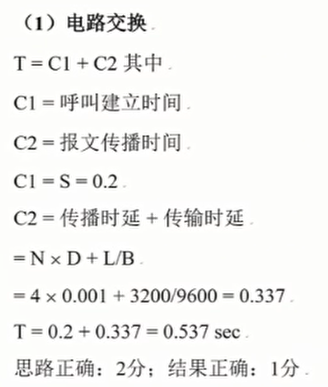 （1）电路交换
T = C1 + C2 其中
C1 = 呼叫建立时间
C2 = 报文传播时间
C1 = S = 0.2
C2 = 传播时延 + 传输时延
= N × D + L/B
= 4 × 0.001 + 3200/9600 = 0.337
T = 0.2 + 0.337 = 0.537 sec
思路正确：2分；结果正确：1分